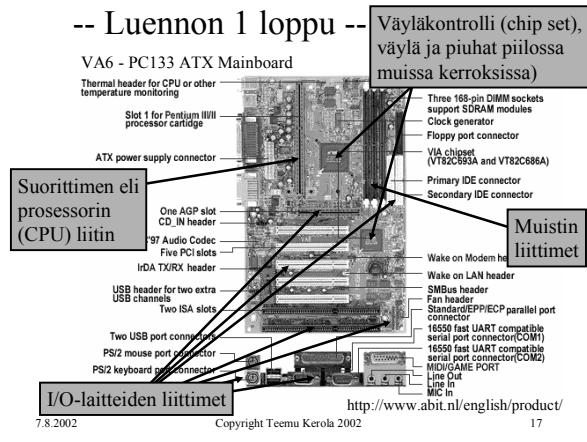 -- Luennon 1 loppu --
Väyläkontrolli (chip set),
väylä ja piuhat piilossa
muissa kerroksissa)
VA6 - PC133 ATX Mainboard
Thermal header for CPU or other
temperature monitoring
Slot 1 for Pentium III/II
processor cartidge
ATX power supply connector
Suorittimen eli
prosessorin
(CPU) liitin
One AGP slot
CD_IN header
'97 Audio Codec
Five PCI slots
IrDA TX/RX header
USB header for two extra
USB channels
Two ISA slots
Two USB port connectors
PS/2 mouse port connector
PS/2 keyboard port connector
I/O-laitteiden liittimet
Three 168-pin DIMM sockets
support SDRAM modules
Clock generator
Floppy port connector
VIA chipset
(VT82C693A and VT82C686A)
Primary IDE connector
Secondary IDE connector
Muistin
liittimet
Wake on Modem he
Wake on LAN header
SMBus header
Fan header
Standard/EPP/ECP parallel port
connector
16550 fast UART compatible
serial port connector(COM1)
16550 fast UART compatible
serial port connector(COM2)
MIDI/GAME PORT
Line Out
Line In
MIC In
VA6
http://www.abit.nl/english/product/
7.8.2002
Copyright Teemu Kerola 2002
17